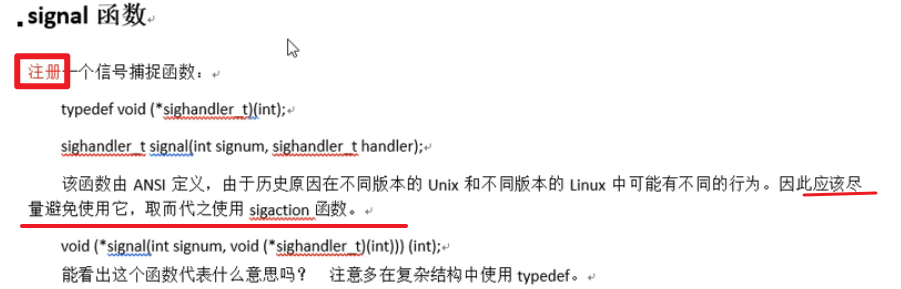 .signal 函数
注册一个信号捕捉函数：
typedef void (*sighandler_t)(int);
sighandler_t signal(int signum, sighandler_t handler);
该函数由 ANSI 定义，由于历史原因在不同版本的 Unix 和不同版本的 Linux 中可能有不同的行为。因此应该尽
量避免使用它，取而代之使用 sigaction 函数。
void (*signal(int signum, void (*sighandler_t)(int))) (int);
能看出这个函数代表什么意思吗？ 注意多在复杂结构中使用 typedef。